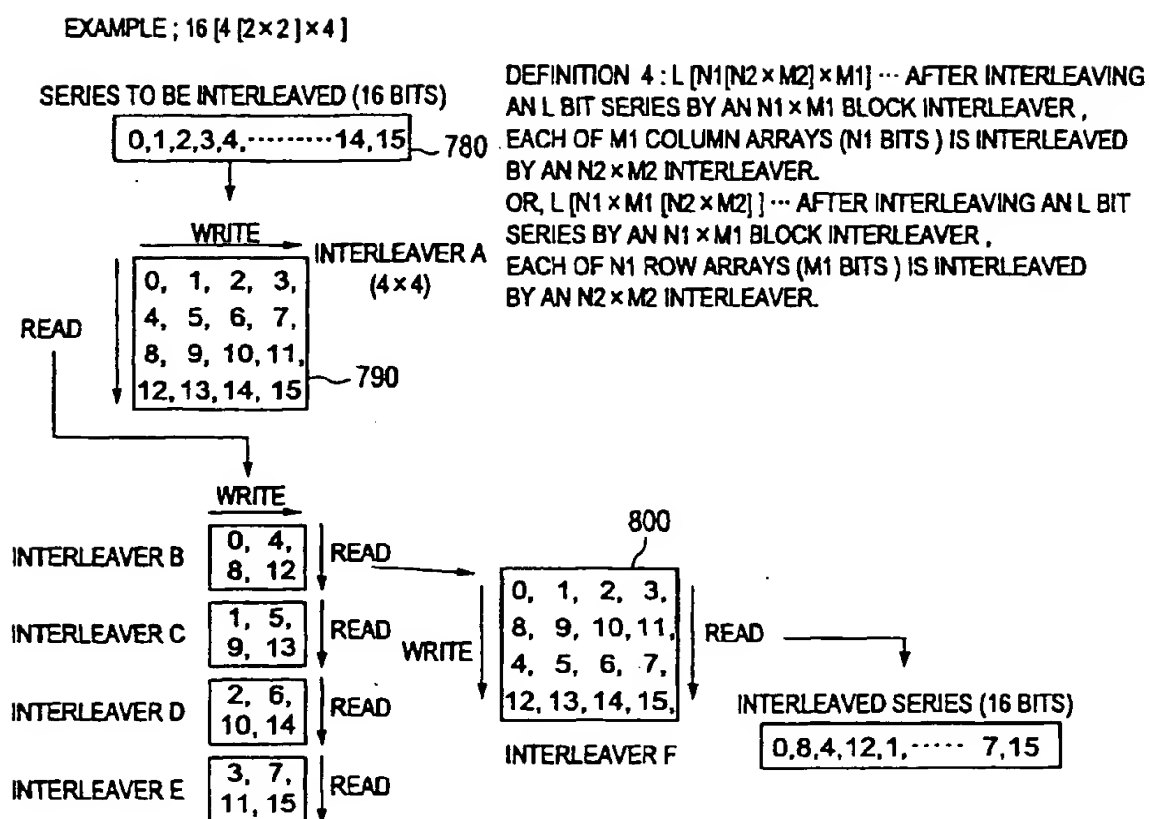 EXAMPLE ; 16 [4 [2×2 ]×4 ]
SERIES TO BE INTERLEAVED (16 BITS)
0,1,2,3,4,·········14,15
780
DEFINITION 4 : L [N1[N2 × M2] × M1] ··· AFTER INTERLEAVING
AN L BIT SERIES BY AN N1 × M1 BLOCK INTERLEAVER ,
EACH OF M1 COLUMN ARRAYS (N1 BITS ) IS INTERLEAVED
BY AN N2 × M2 INTERLEAVER.
OR, L [N1 × M1 [N2 × M2] ] ··· AFTER INTERLEAVING AN L BIT
SERIES BY AN N1 × M1 BLOCK INTERLEAVER ,
EACH OF N1 ROW ARRAYS (M1 BITS ) IS INTERLEAVED
BY AN N2 × M2 INTERLEAVER.
WRITE
INTERLEAVER A
(4×4)
READ
0, 1, 2, 3,
4, 5, 6, 7,
8, 9, 10, 11,
12, 13, 14, 15
790
WRITE
INTERLEAVER B
0, 4,
8, 12
READ
INTERLEAVER C
1, 5,
9, 13
READ
INTERLEAVER D
2, 6,
10, 14
READ
INTERLEAVER E
3, 7,
11, 15
READ
800
WRITE
0, 1, 2, 3,
8, 9, 10, 11,
4, 5, 6, 7,
12, 13, 14, 15,
READ
INTERLEAVER F
INTERLEAVED SERIES (16 BITS)
0,8,4,12,1,····· 7,15